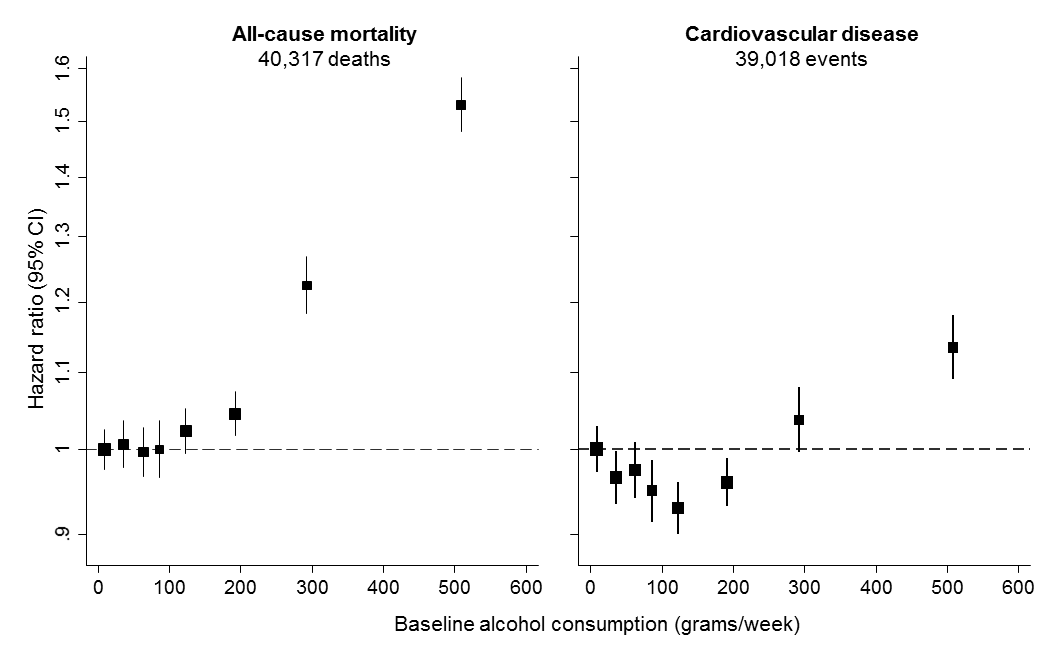 All-cause mortality
40,317 deaths
Cardiovascular disease
39,018 events
Hazard ratio (95% CI)
1.6
1.5
1.4
1.3
1.2
1.1
1
.9
0 100 200 300 400 500 600
0 100 200 300 400 500 600
Baseline alcohol consumption (grams/week)